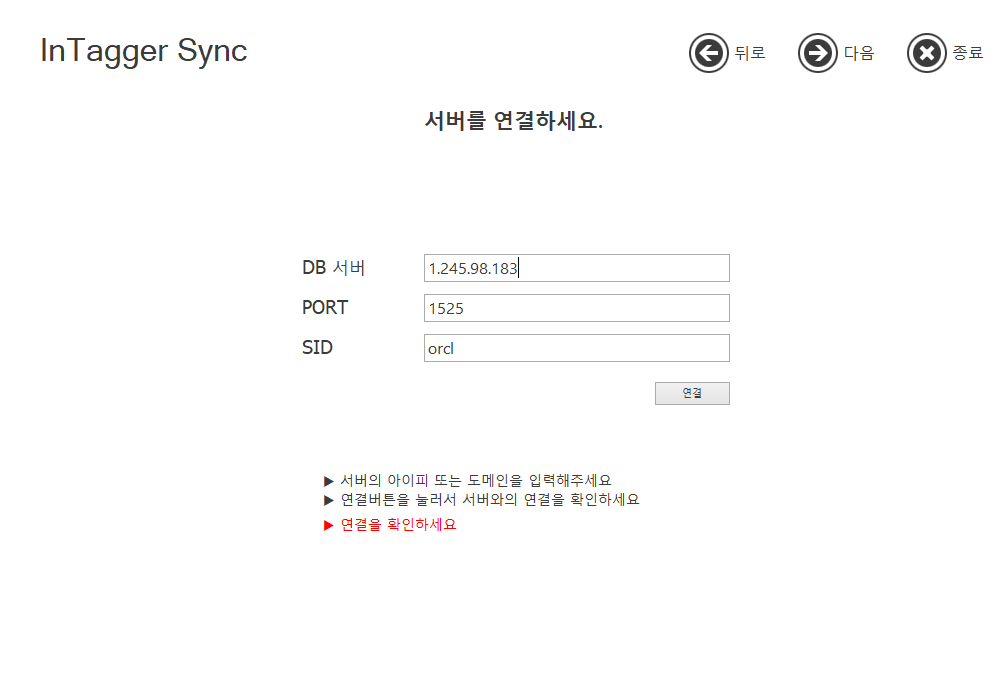 InTagger Sync
뒤로
다음
종료
서버를 연결하세요.
DB 서버
1.245.98.183
PORT
1525
SID
orcl
연결
▶ 서버의 아이피 또는 도메인을 입력해주세요
▶ 연결버튼을 눌러서 서버와의 연결을 확인하세요
▶ 연결을 확인하세요